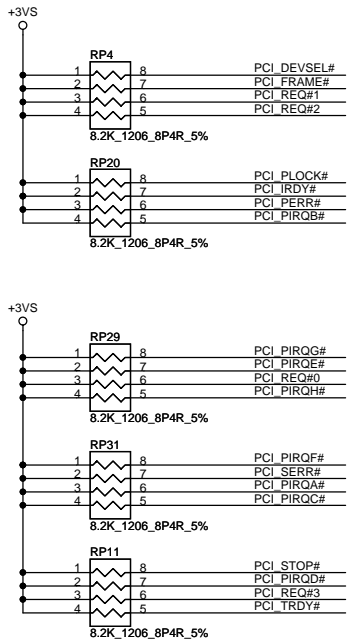 +3VS
RP4
1 8 PCI_DEVSEL#
2 7 PCI_FRAME#
3 6 PCI_REQ#1
4 5 PCI_REQ#2
8.2K_1206_8P4R_5%
RP20
1 8 PCI_PLOCK#
2 7 PCI_IRDY#
3 6 PCI_PERR#
4 5 PCI_PIRQB#
8.2K_1206_8P4R_5%
+3VS
RP29
1 8 PCI_PIRQG#
2 7 PCI_PIRQE#
3 6 PCI_REQ#0
4 5 PCI_PIRQH#
8.2K_1206_8P4R_5%
RP31
1 8 PCI_PIRQF#
2 7 PCI_SERR#
3 6 PCI_PIRQA#
4 5 PCI_PIRQC#
8.2K_1206_8P4R_5%
RP11
1 8 PCI_STOP#
2 7 PCI_PIRQD#
3 6 PCI_REQ#3
4 5 PCI_TRDY#
8.2K_1206_8P4R_5%